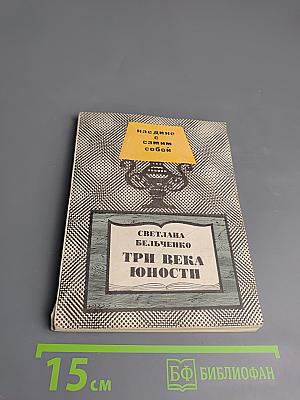 наедине
с
самим
собой
СВЕТЛАНА
БЕЛЬЧЕНКО
ТРИ ВЕКА
ЮНОСТИ
15 см
БФ БИБЛИОФАН